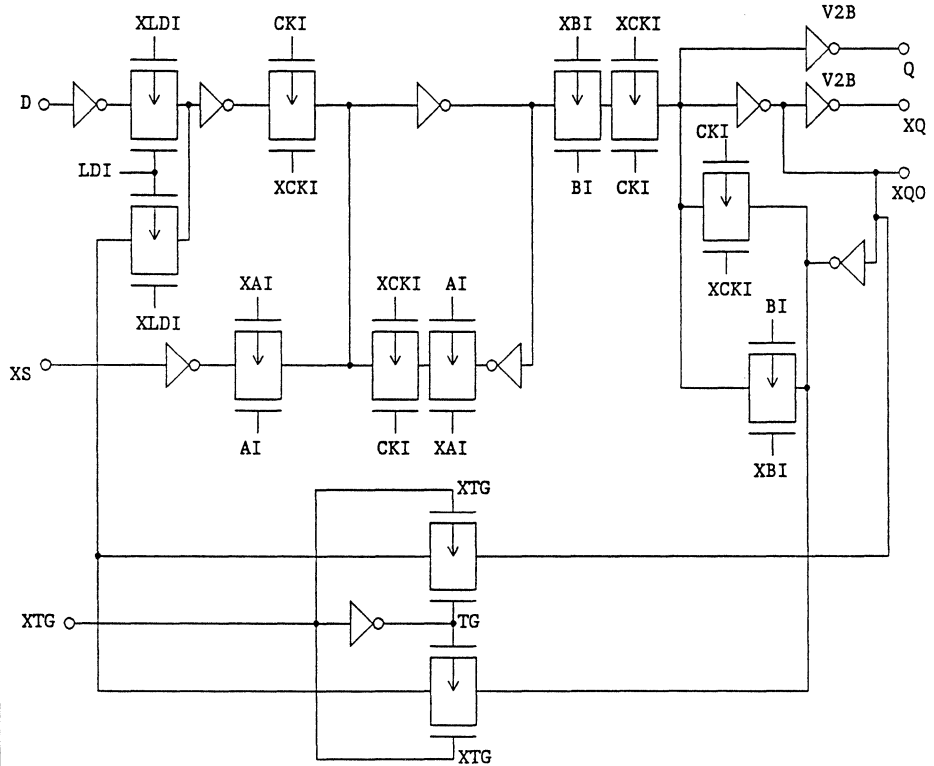 V2B
XLDI CKI XBI XCKI
Q
D V2B
XQ
CKI
LDI XCKI BI CKI
XQO
XCKI
XAI XCKI AI BI
XLDI
XS
AI CKI XAI
XBI
XTG
XTG TG
XTG